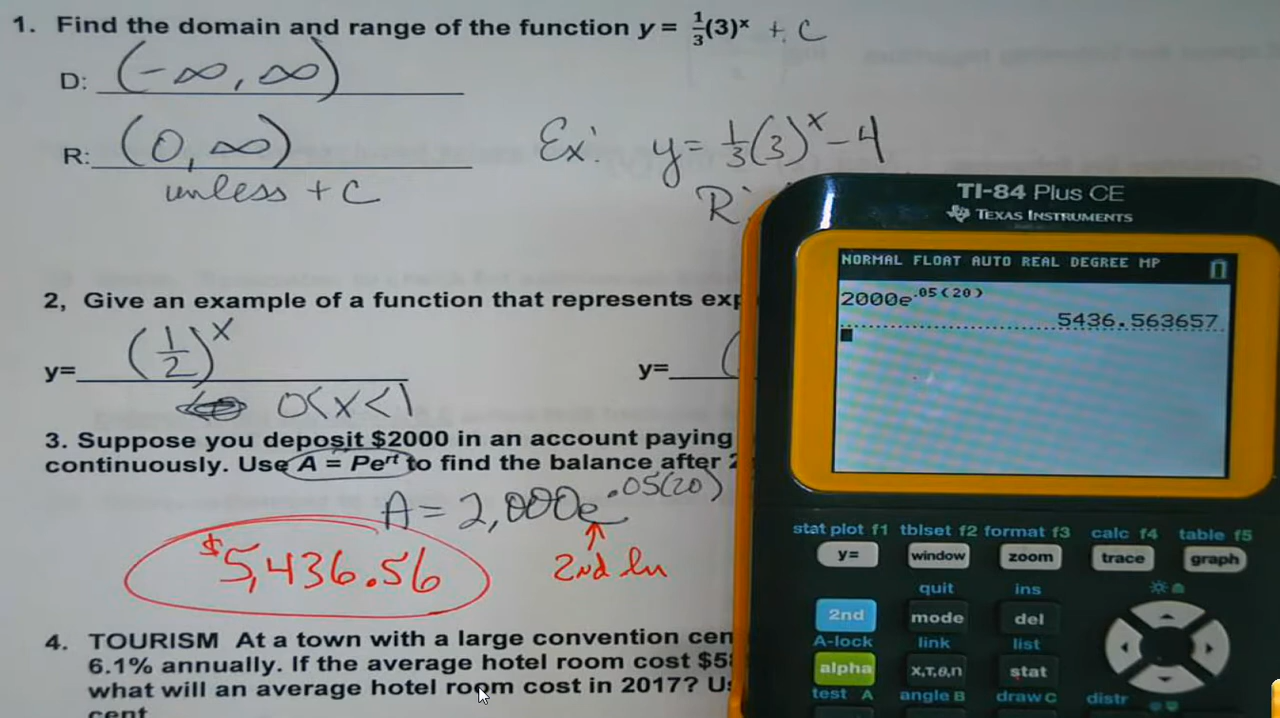 1. Find the domain and range of the function y = 1/3(3)ˣ + C
D: (-∞, ∞)
R: (0, ∞)
unless + C
Ex: y = 1/3(3)ˣ - 4
R:
2, Give an example of a function that represents exp
y= (1/2)ˣ
y= (
0<x<1
3. Suppose you deposit $2000 in an account paying
continuously. Use A = Peʳᵗ to find the balance after 2
A = 2,000e^.05(20)
$5,436.56
2nd ln
4. TOURISM At a town with a large convention cen
6.1% annually. If the average hotel room cost $5
what will an average hotel room cost in 2017? U
cent
TI-84 Plus CE
TEXAS INSTRUMENTS
NORMAL FLOAT AUTO REAL DEGREE MP
2000e^.05(20)
5436.563657
stat plot f1 tblset f2 format f3 calc f4 table f5
y= window zoom trace graph
quit ins
2nd mode del
A-lock link list
alpha X,T,θ,n stat
test A angle B draw C distr